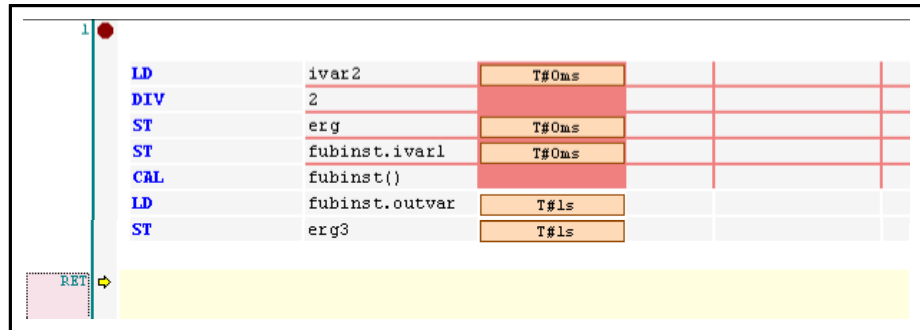 1
LD ivar2 T#0ms
DIV 2
ST erg T#0ms
ST fubinst.ivar1 T#0ms
CAL fubinst()
LD fubinst.outvar T#1s
ST erg3 T#1s
RET